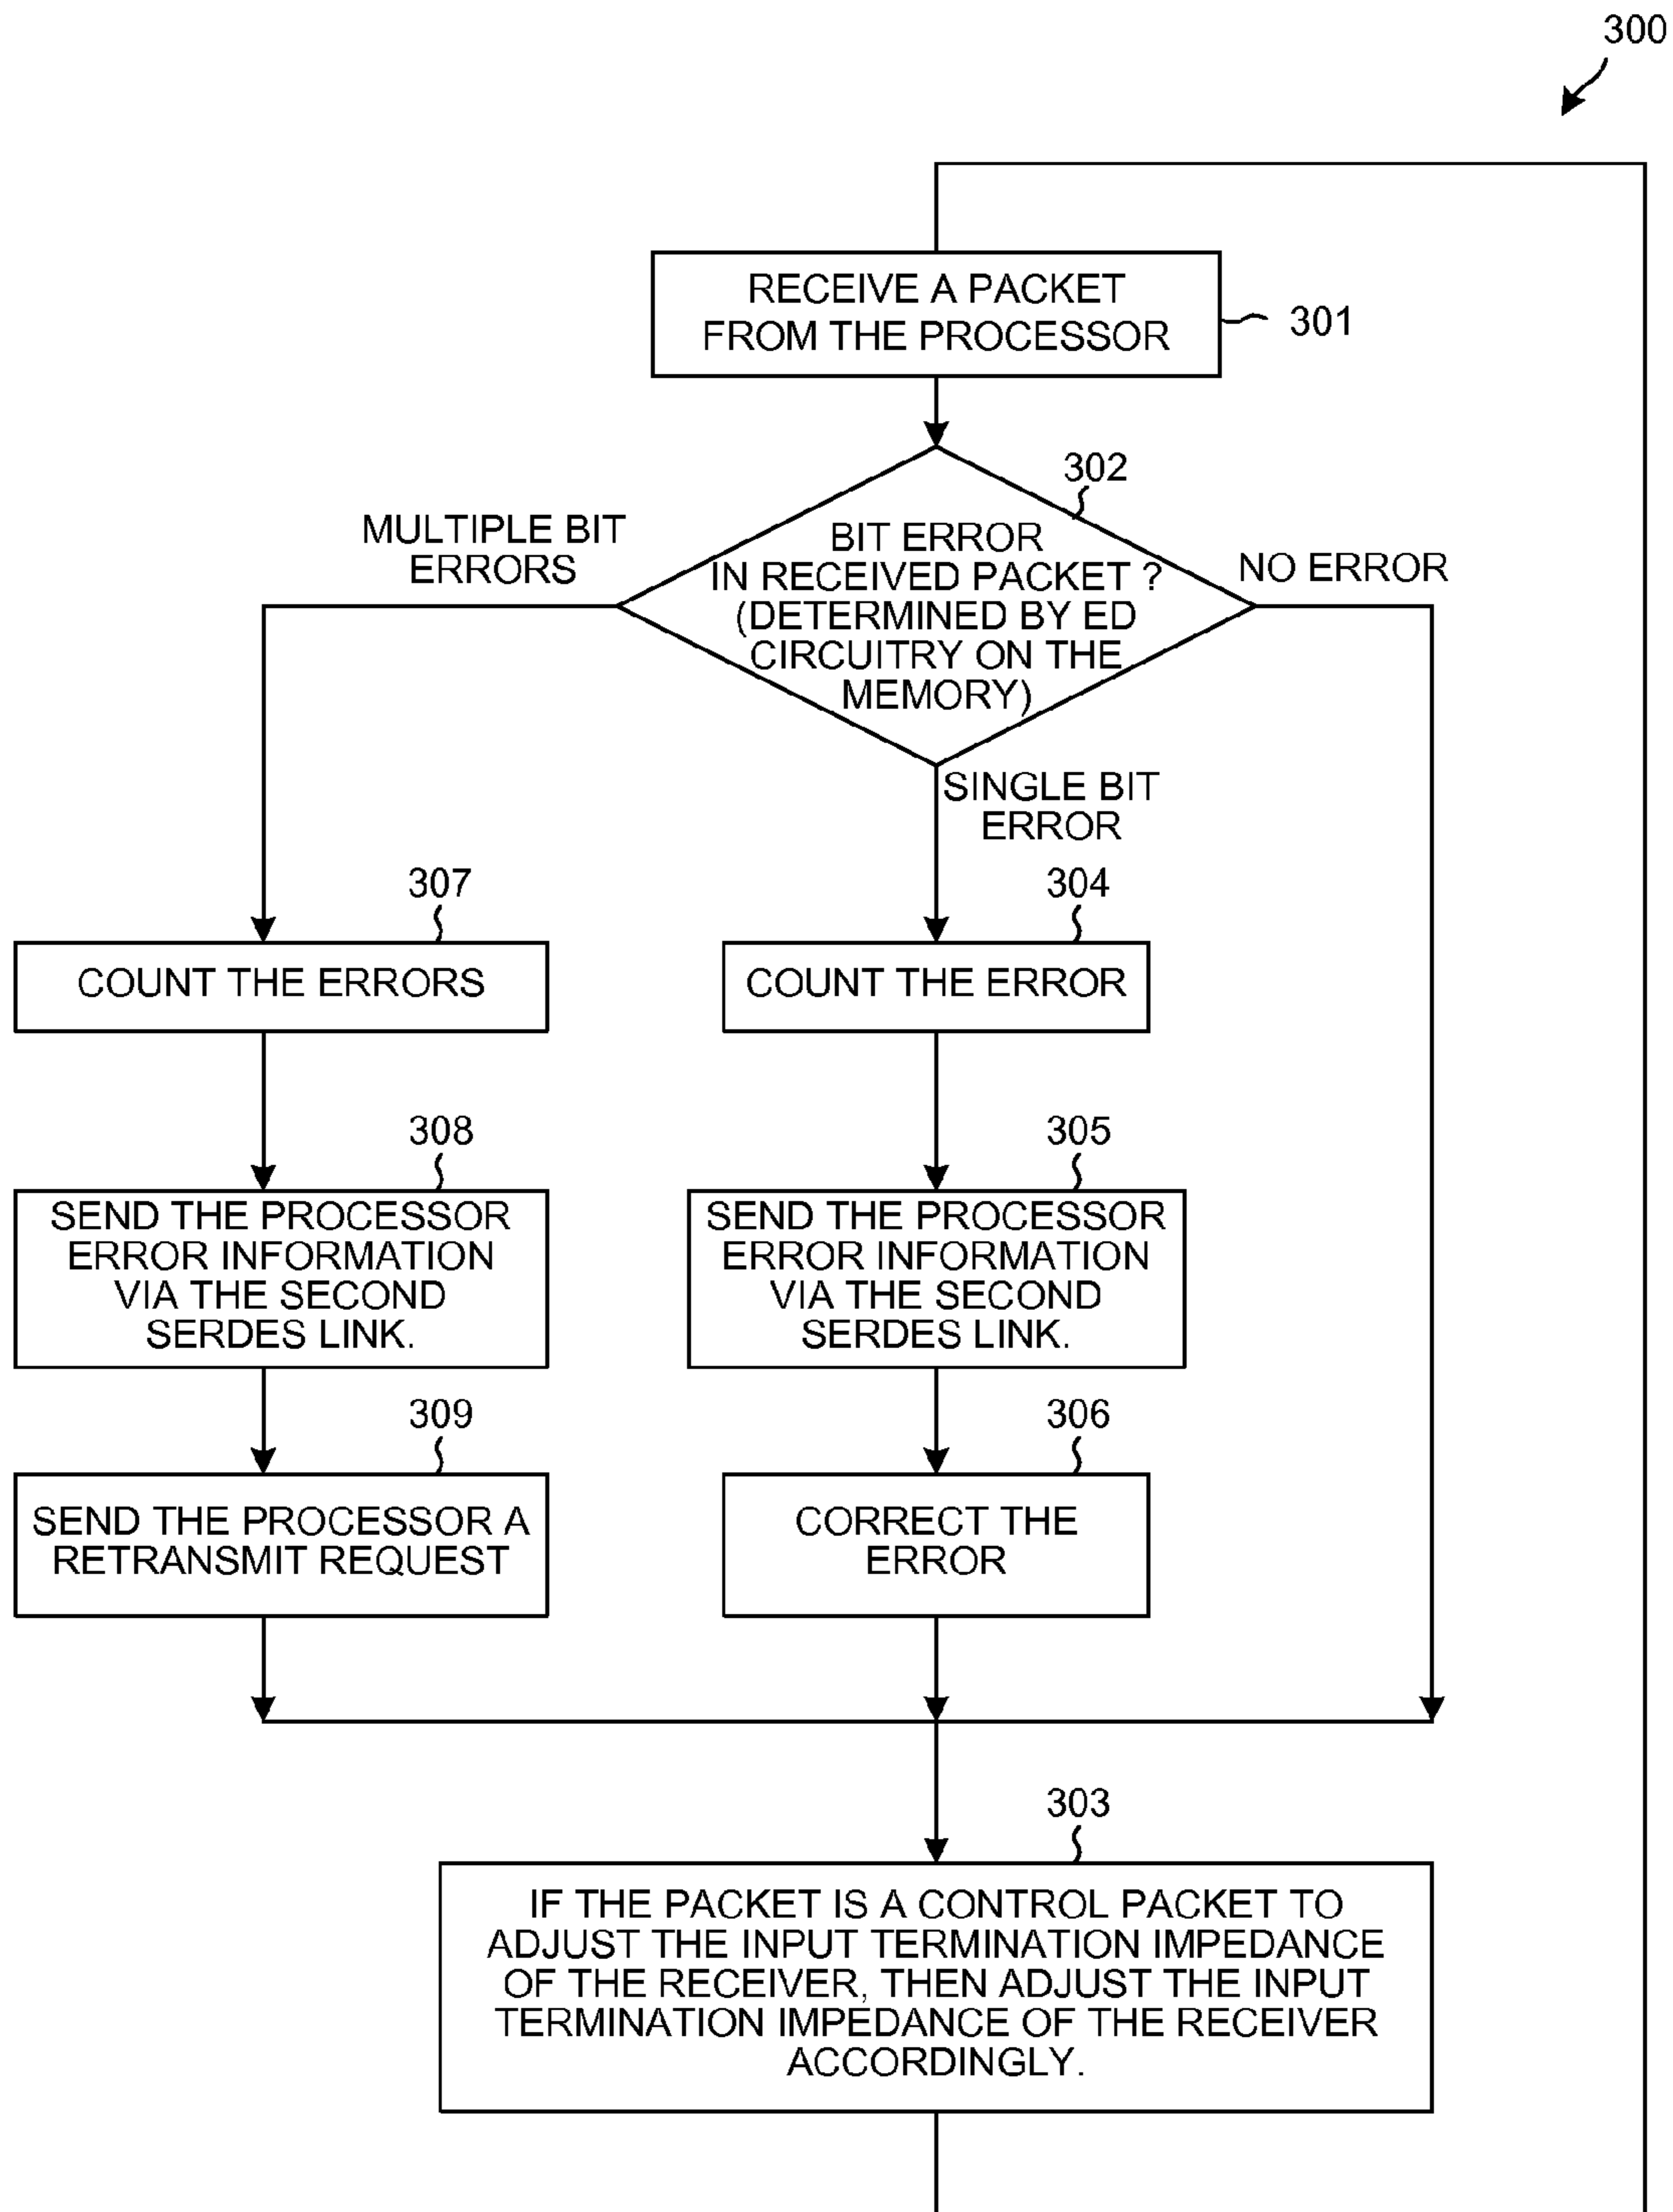 300
RECEIVE A PACKET
FROM THE PROCESSOR
301
302
BIT ERROR
IN RECEIVED PACKET ?
(DETERMINED BY ED
CIRCUITRY ON THE
MEMORY)
MULTIPLE BIT
ERRORS
NO ERROR
SINGLE BIT
ERROR
307
COUNT THE ERRORS
304
COUNT THE ERROR
308
SEND THE PROCESSOR
ERROR INFORMATION
VIA THE SECOND
SERDES LINK.
305
SEND THE PROCESSOR
ERROR INFORMATION
VIA THE SECOND
SERDES LINK.
309
SEND THE PROCESSOR A
RETRANSMIT REQUEST
306
CORRECT THE
ERROR
303
IF THE PACKET IS A CONTROL PACKET TO
ADJUST THE INPUT TERMINATION IMPEDANCE
OF THE RECEIVER, THEN ADJUST THE INPUT
TERMINATION IMPEDANCE OF THE RECEIVER
ACCORDINGLY.